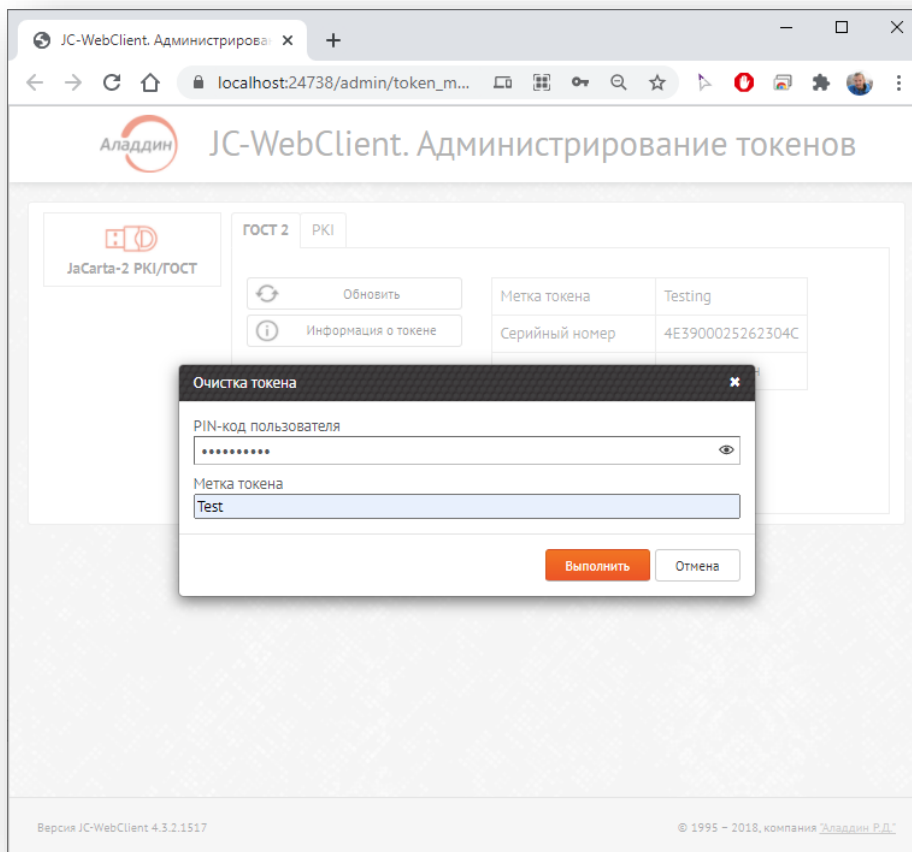 JC-WebClient. Администрирова
localhost:24738/admin/token_m...
Аладдин
JC-WebClient. Администрирование токенов
JaCarta-2 PKI/ГОСТ
ГОСТ 2
PKI
Обновить
Информация о токене
Метка токена
Testing
Серийный номер
4E3900025262304C
Очистка токена
PIN-код пользователя
••••••••••
Метка токена
Test
Выполнить
Отмена
Версия JC-WebClient 4.3.2.1517
© 1995 – 2018, компания "Аладдин Р.Д."